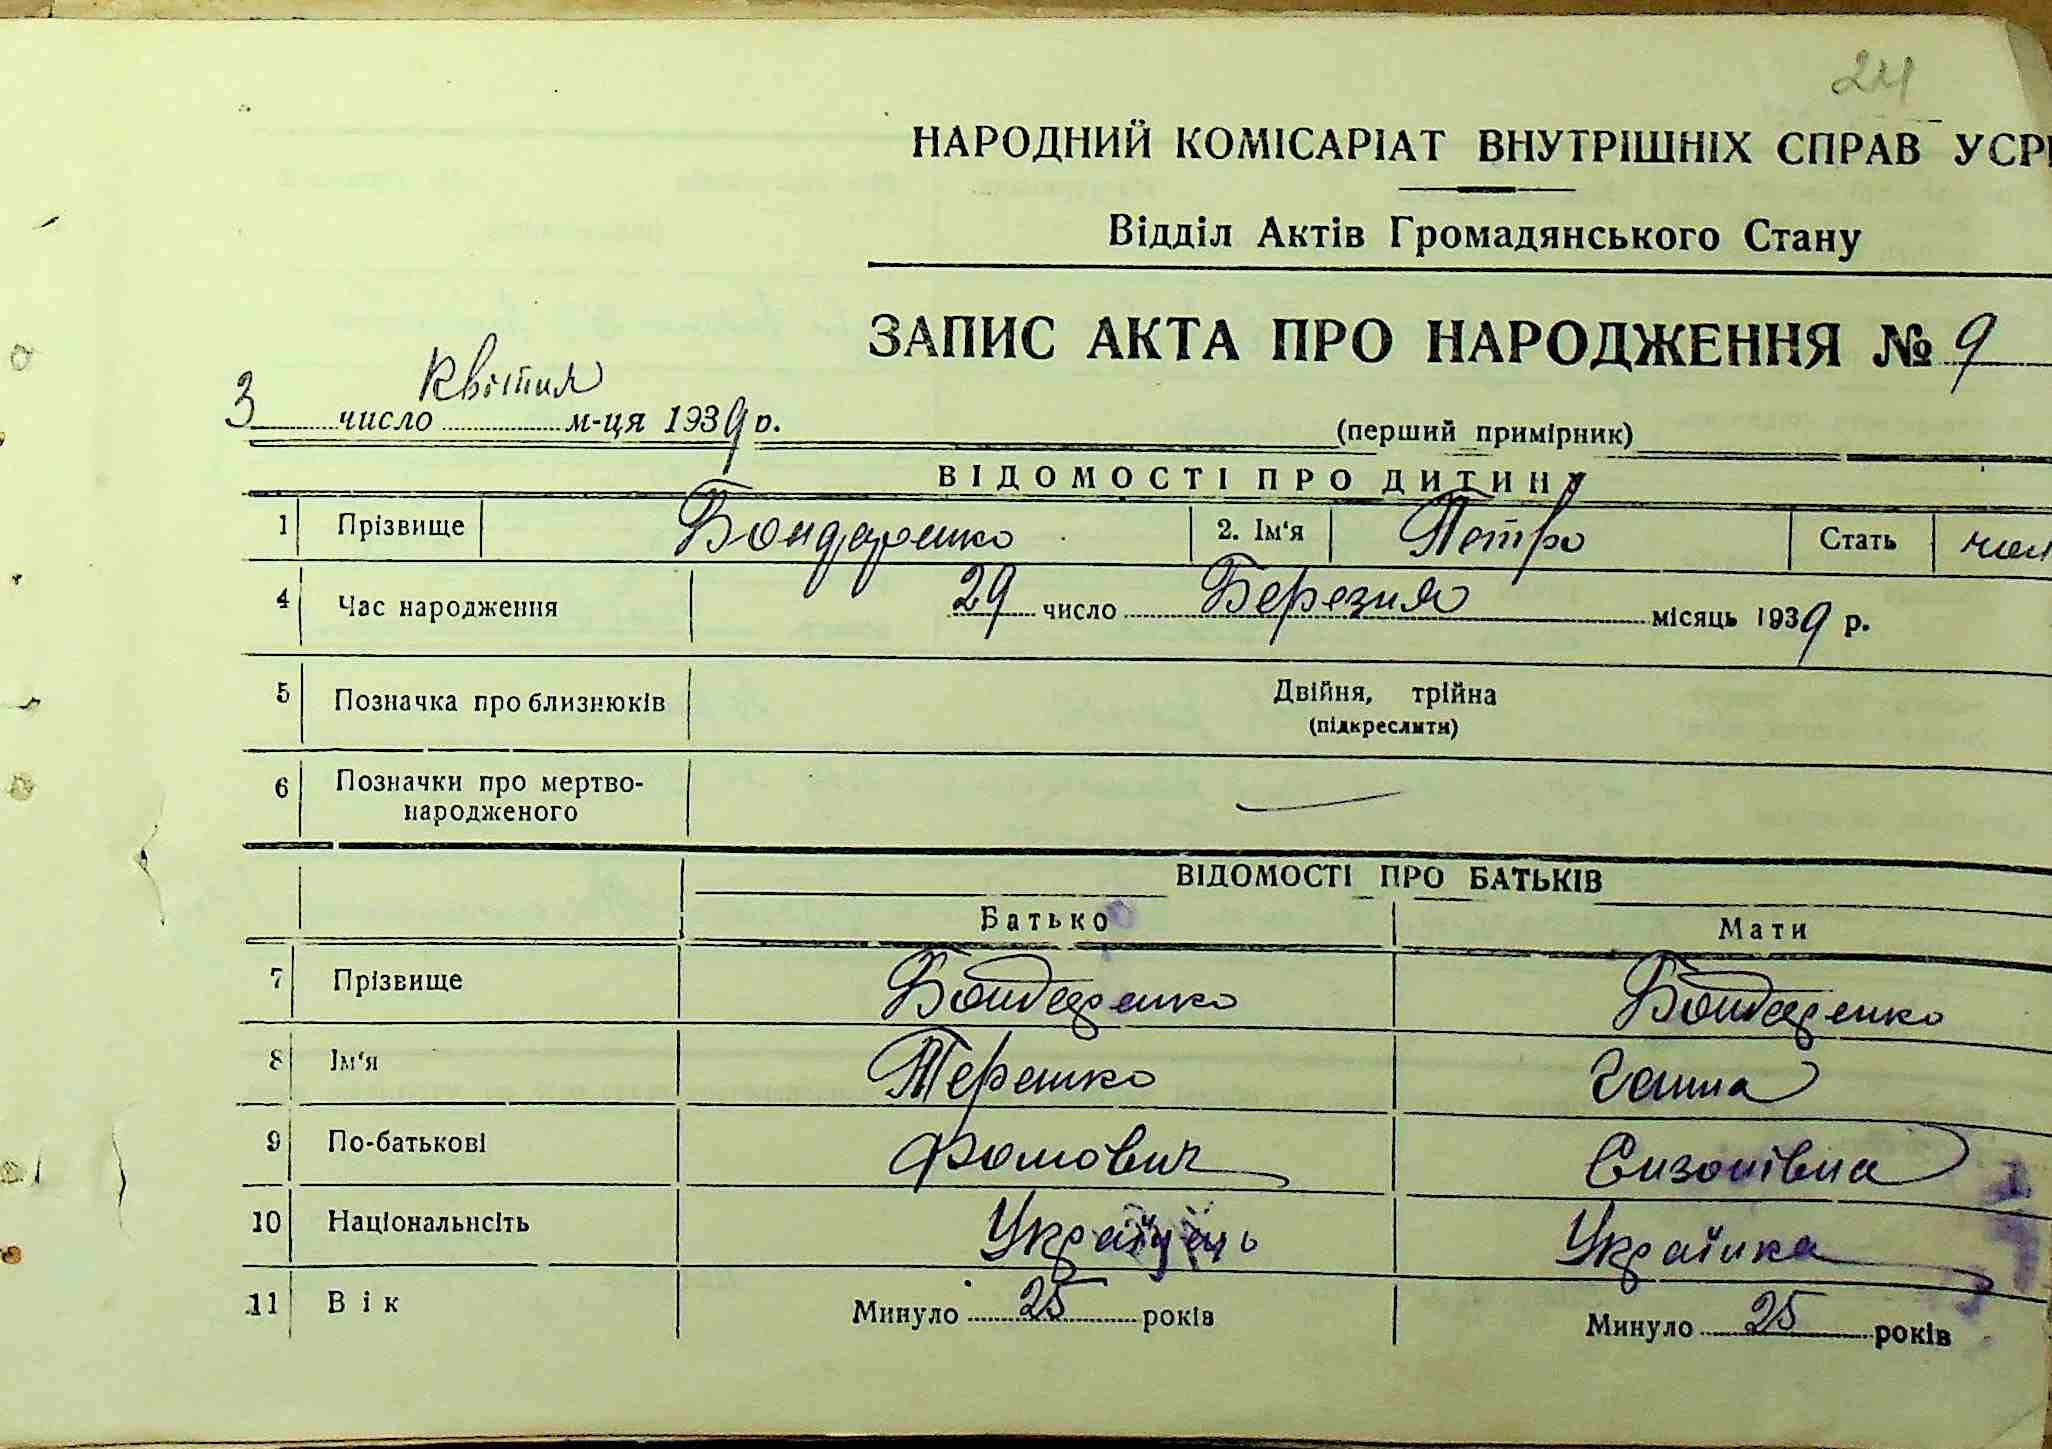 24
НАРОДНИЙ КОМІСАРІАТ ВНУТРІШНІХ СПРАВ УСРР
Відділ Актів Громадянського Стану
ЗАПИС АКТА ПРО НАРОДЖЕННЯ № 9
3 число Квітня м-ця 1939 р.
(перший примірник)
ВІДОМОСТІ ПРО ДИТИНУ
1 Прізвище Бондаренко 2. Ім'я Петро Стать чол
4 Час народження 29 число Березня місяць 1939 р.
5 Позначка про близнюків Двійня, трійна
(підкреслити)
6 Позначки про мертво-
народженого
ВІДОМОСТІ ПРО БАТЬКІВ
Батько Мати
7 Прізвище Бондаренко Бондаренко
8 Ім'я Терешко Ганна
9 По-батькові Фомович Сизонівна
10 Національнсіть Українець Українка
11 Вік Минуло 25 років Минуло 25 років